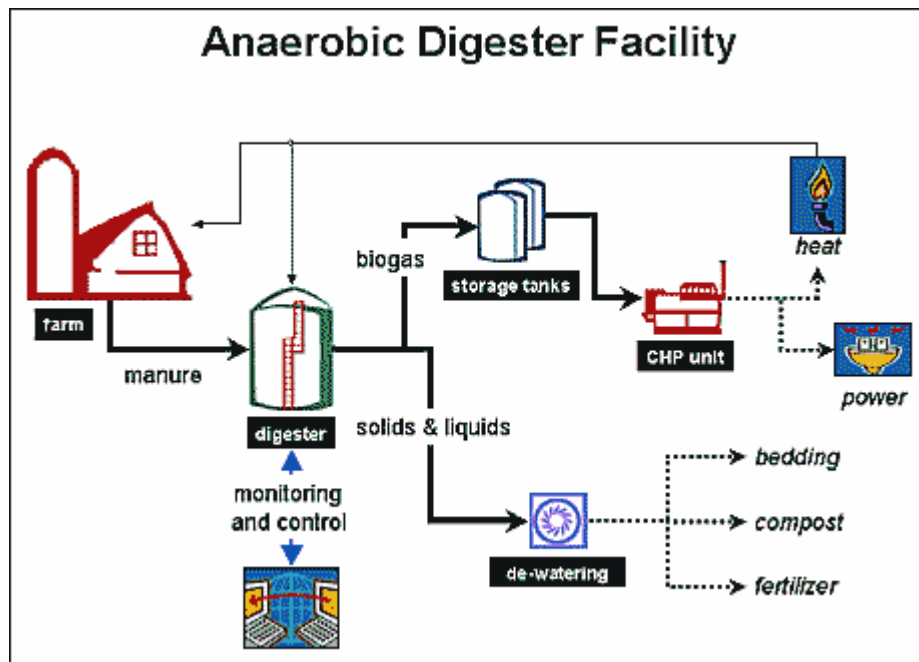 Anaerobic Digester Facility
heat
biogas
storage tanks
farm
CHP unit
manure
power
digester
solids & liquids
bedding
monitoring
and control
compost
de-watering
fertilizer